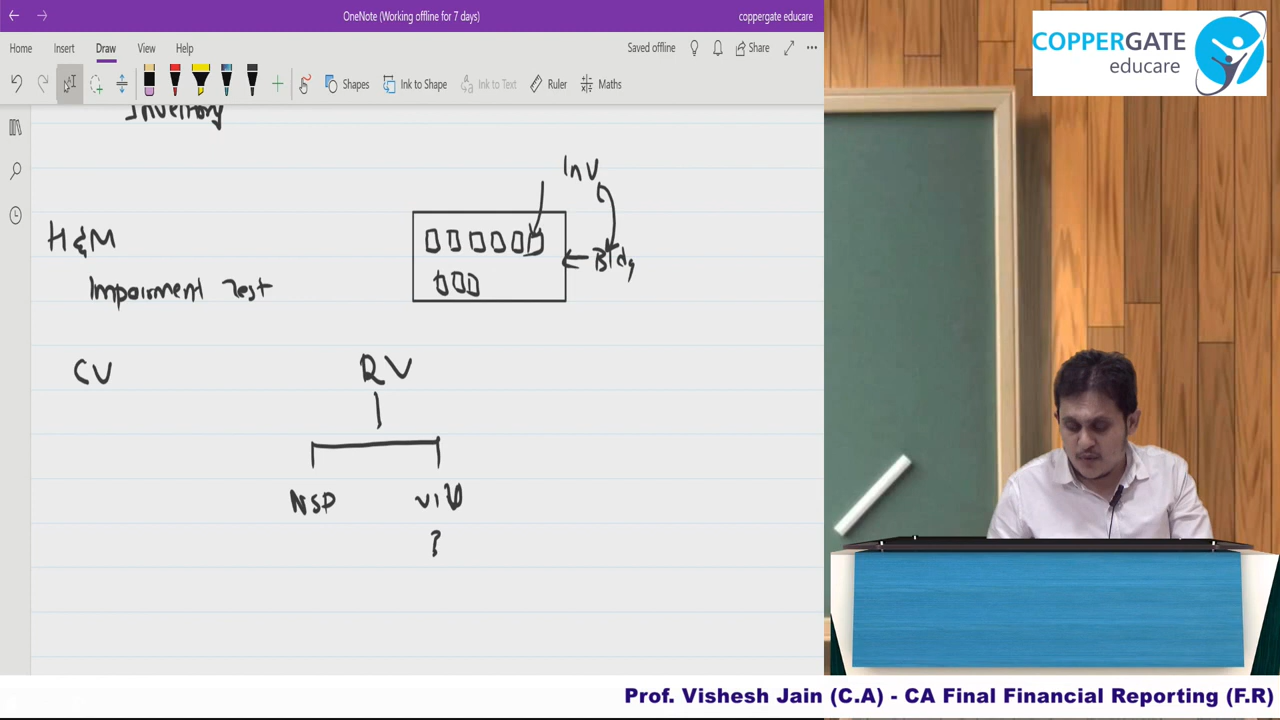 OneNote (Working offline for 7 days)
coppergate educare
Home Insert Draw View Help
Saved offline Share
Shapes Ink to Shape Ink to Text Ruler Maths
COPPERGATE
educare
Inventory
Inv
H&M
Bldg
Impairment Test
CV RV
NSP VIU
?
Prof. Vishesh Jain (C.A) - CA Final Financial Reporting (F.R)